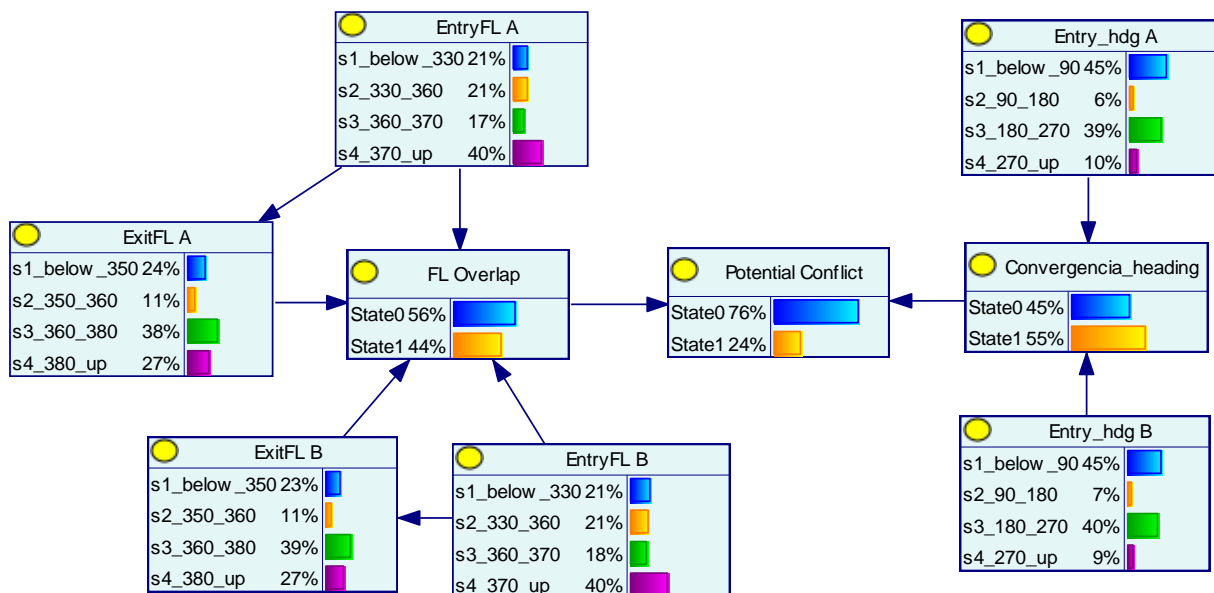 EntryFL A
s1_below _330 21%
s2_330_360 21%
s3_360_370 17%
s4_370_up 40%
Entry_hdg A
s1_below _90 45%
s2_90_180 6%
s3_180_270 39%
s4_270_up 10%
ExitFL A
s1_below _350 24%
s2_350_360 11%
s3_360_380 38%
s4_380_up 27%
FL Overlap
State0 56%
State1 44%
Potential Conflict
State0 76%
State1 24%
Convergencia_heading
State0 45%
State1 55%
ExitFL B
s1_below _350 23%
s2_350_360 11%
s3_360_380 39%
s4_380_up 27%
EntryFL B
s1_below _330 21%
s2_330_360 21%
s3_360_370 18%
s4_370_up 40%
Entry_hdg B
s1_below _90 45%
s2_90_180 7%
s3_180_270 40%
s4_270_up 9%